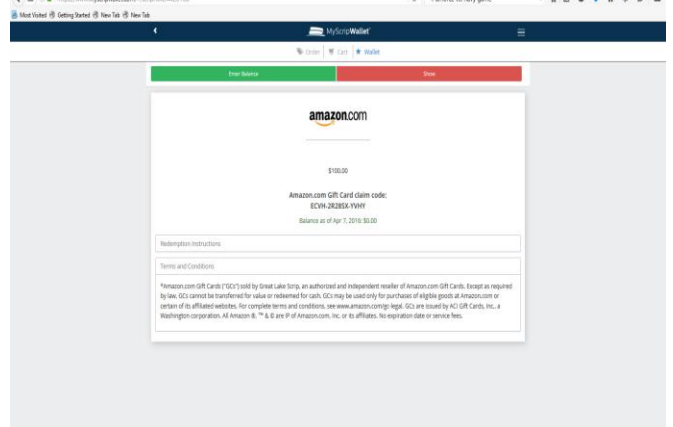 Most Visited Getting Started New Tab New Tab
MyScripWallet
Order Cart Wallet
Enter Balance Show
amazon.com
$100.00
Amazon.com Gift Card claim code:
ECVH-2R28SX-YVHY
Balance as of Apr 7, 2016: $0.00
Redemption Instructions
Terms and Conditions
*Amazon.com Gift Cards ("GCs") sold by Great Lake Scrip, an authorized and independent reseller of Amazon.com Gift Cards. Except as required
by law, GCs cannot be transferred for value or redeemed for cash. GCs may be used only for purchases of eligible goods at Amazon.com or
certain of its affiliated websites. For complete terms and conditions, see www.amazon.com/gc-legal. GCs are issued by ACI Gift Cards, Inc., a
Washington corporation. All Amazon ®, ™ & © are IP of Amazon.com, Inc. or its affiliates. No expiration date or service fees.